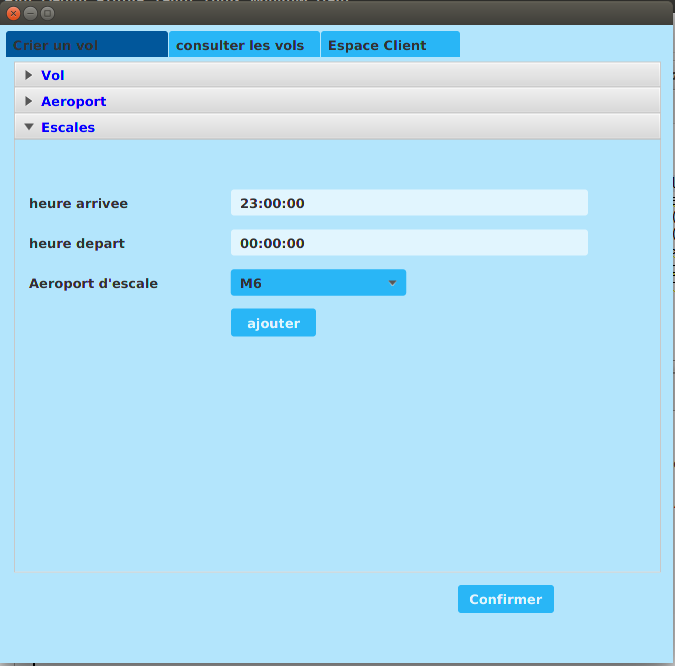 Crier un vol
consulter les vols
Espace Client
Vol
Aeroport
Escales
heure arrivee
23:00:00
heure depart
00:00:00
Aeroport d'escale
M6
ajouter
Confirmer